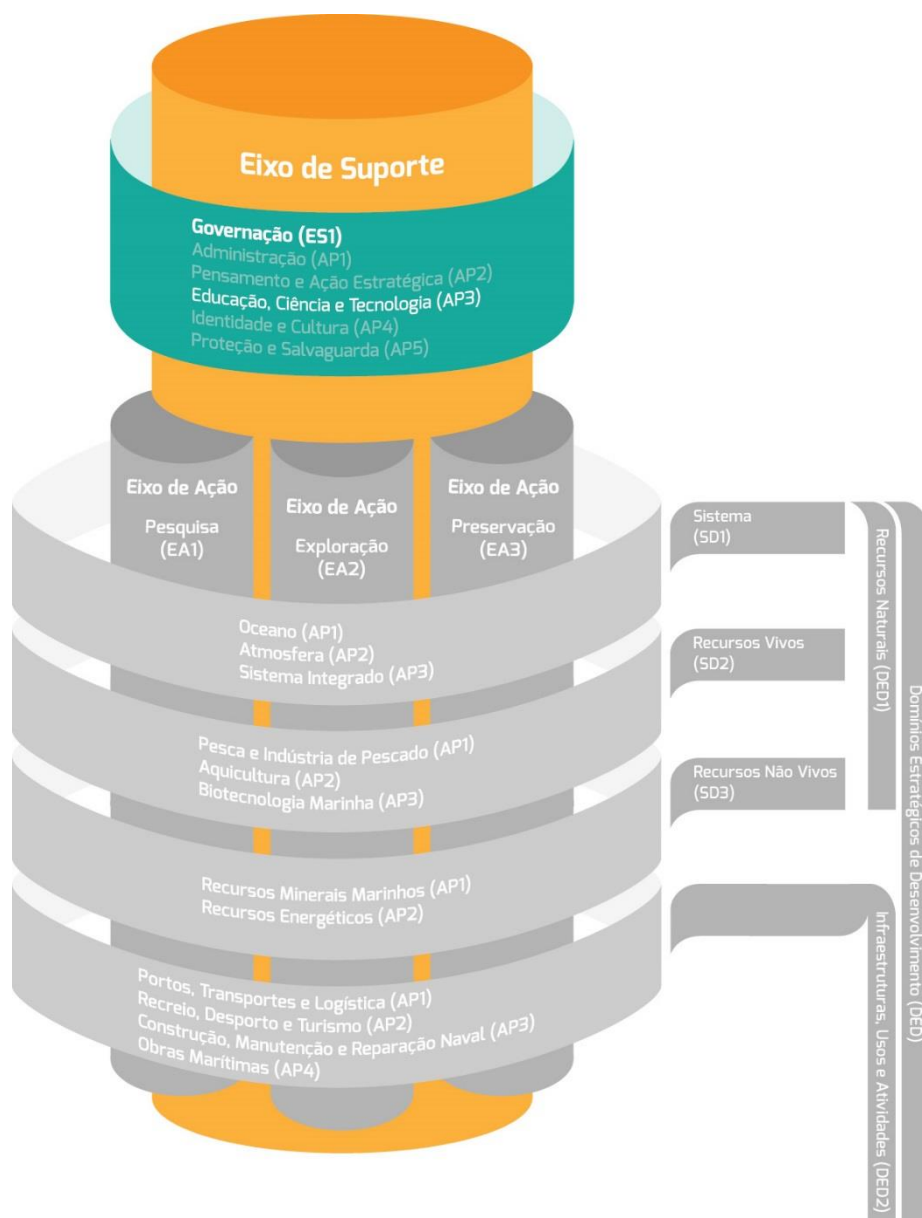 Eixo de Suporte
Governação (ES1)
Administração (AP1)
Pensamento e Ação Estratégica (AP2)
Educação, Ciência e Tecnologia (AP3)
Identidade e Cultura (AP4)
Proteção e Salvaguarda (AP5)
Eixo de Ação
Pesquisa
(EA1)
Eixo de Ação
Exploração
(EA2)
Eixo de Ação
Preservação
(EA3)
Oceano (AP1)
Atmosfera (AP2)
Sistema Integrado (AP3)
Pesca e Indústria de Pescado (AP1)
Aquicultura (AP2)
Biotecnologia Marinha (AP3)
Recursos Minerais Marinhos (AP1)
Recursos Energéticos (AP2)
Portos, Transportes e Logística (AP1)
Recreio, Desporto e Turismo (AP2)
Construção, Manutenção e Reparação Naval (AP3)
Obras Marítimas (AP4)
Sistema
(SD1)
Recursos Vivos
(SD2)
Recursos Não Vivos
(SD3)
Recursos Naturais (DED1)
Infraestruturas, Usos e Atividades (DED2)
Domínios Estratégicos de Desenvolvimento (DED)